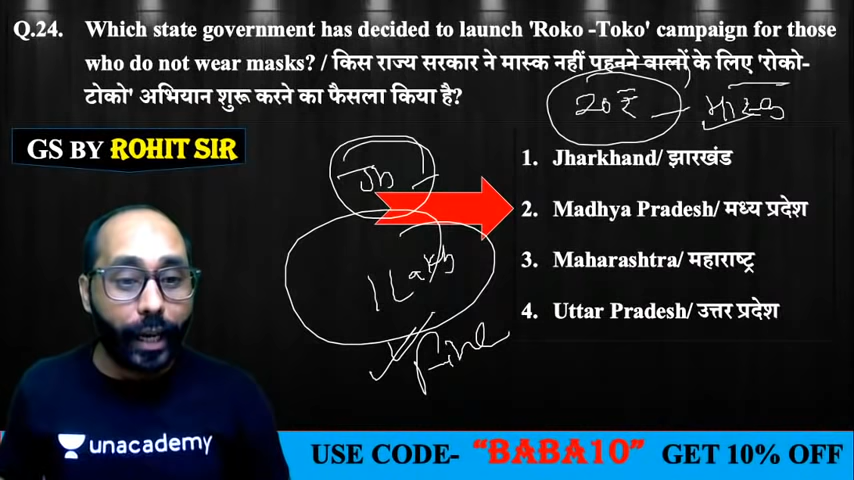 Q.24. Which state government has decided to launch 'Roko -Toko' campaign for those
who do not wear masks? / किस राज्य सरकार ने मास्क नहीं पहनने वालों के लिए 'रोको-
टोको' अभियान शुरू करने का फैसला किया है?
20 ₹ मास्क
GS BY ROHIT SIR
1. Jharkhand/ झारखंड
Jh
2. Madhya Pradesh/ मध्य प्रदेश
3. Maharashtra/ महाराष्ट्र
1 Lakh
4. Uttar Pradesh/ उत्तर प्रदेश
Fine
unacademy
USE CODE- “BABA10” GET 10% OFF